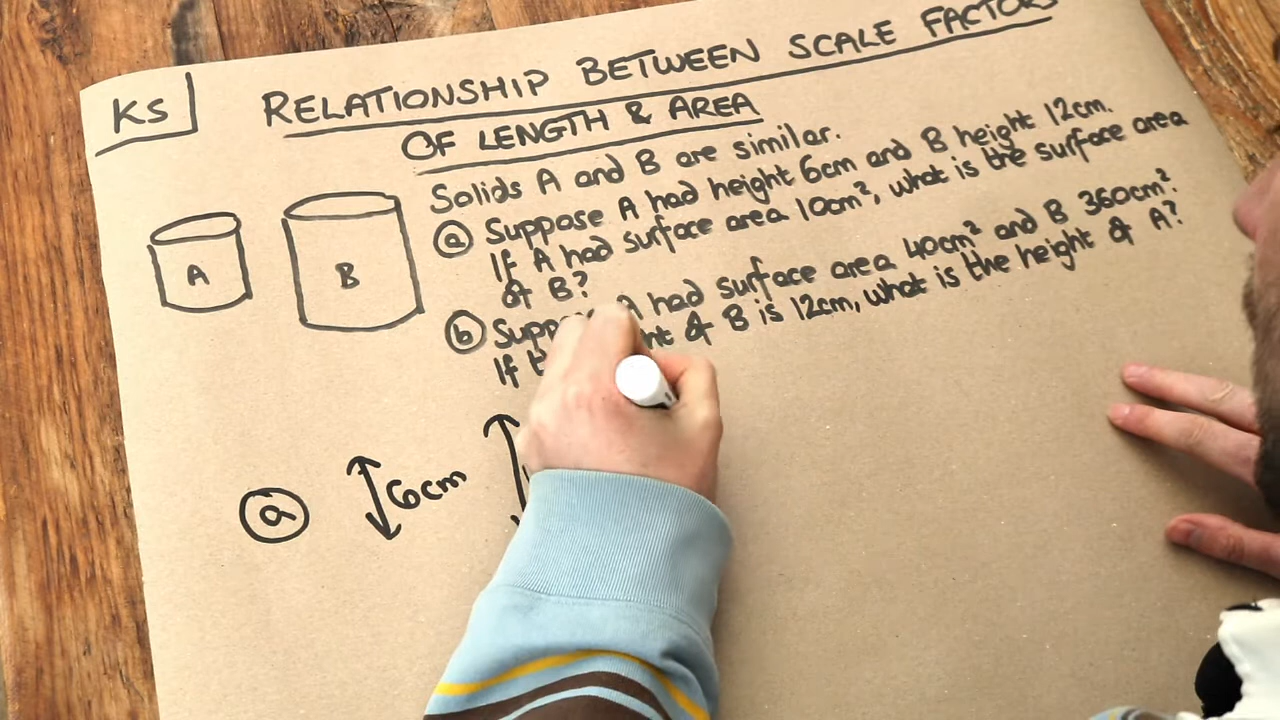 KS
RELATIONSHIP BETWEEN SCALE FACTORS
OF LENGTH & AREA
Solids A and B are similar.
(a) Suppose A had height 6cm and B height 12cm.
If A had surface area 10cm², what is the surface area
of B?
(b) A had surface area 40cm² and B 360cm².
If of B is 12cm, what is the height of A?
A
B
(a) 6cm